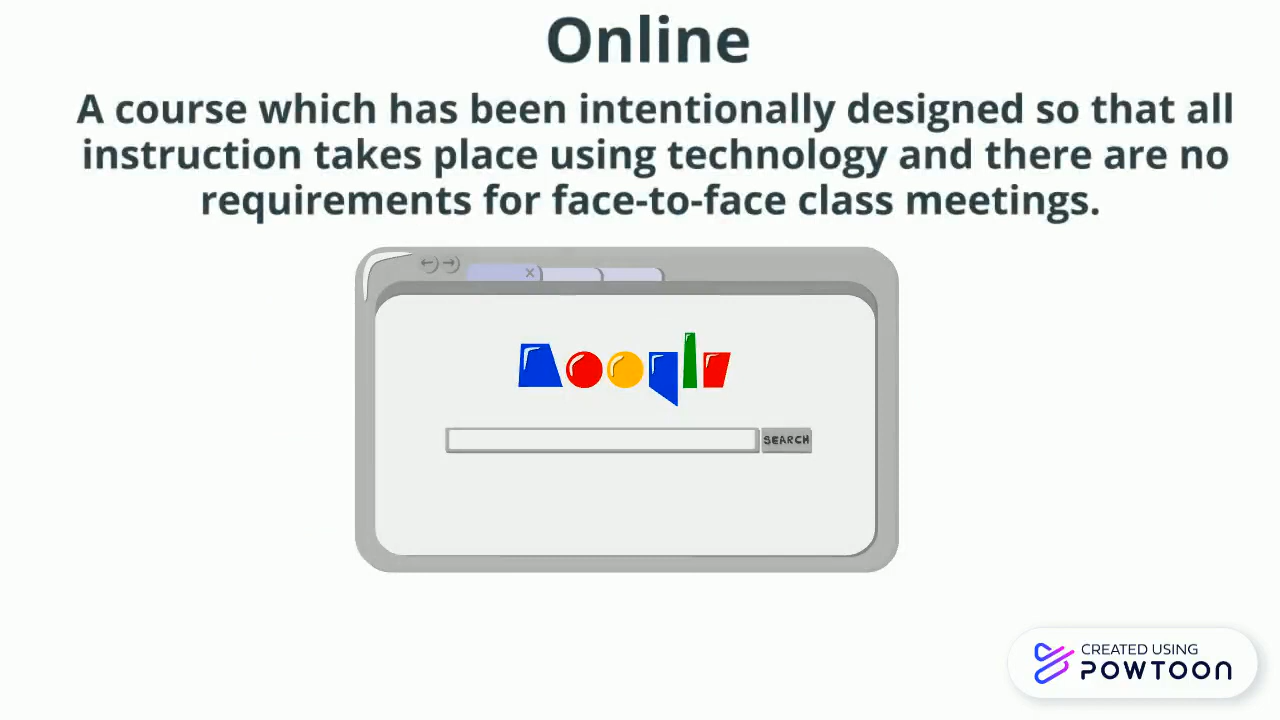 Online
A course which has been intentionally designed so that all
instruction takes place using technology and there are no
requirements for face-to-face class meetings.
SEARCH
CREATED USING
POWTOON